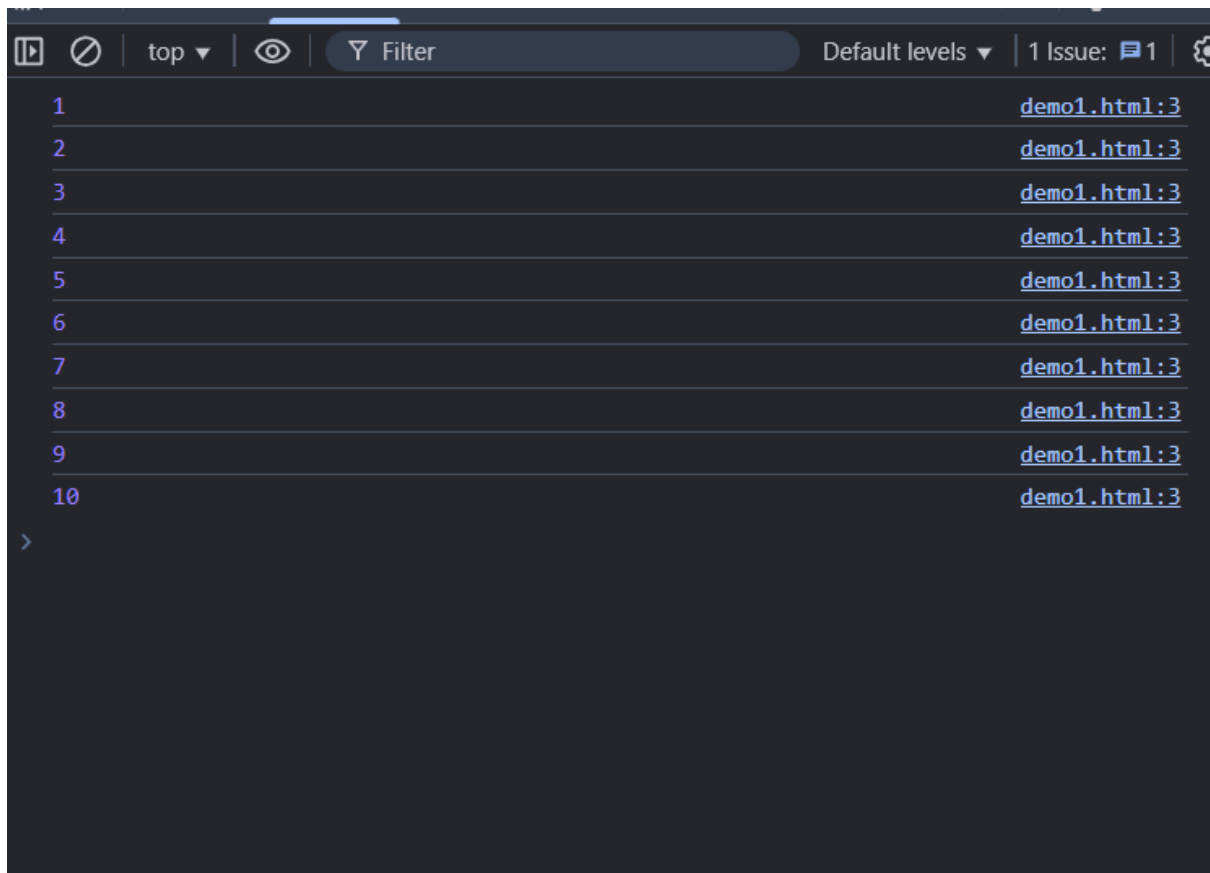 top ▼ Filter Default levels ▼ 1 Issue: 1
1 demo1.html:3
2 demo1.html:3
3 demo1.html:3
4 demo1.html:3
5 demo1.html:3
6 demo1.html:3
7 demo1.html:3
8 demo1.html:3
9 demo1.html:3
10 demo1.html:3